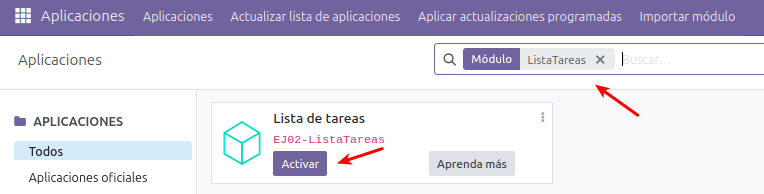 Aplicaciones Aplicaciones Actualizar lista de aplicaciones Aplicar actualizaciones programadas Importar módulo
Aplicaciones
Módulo ListaTareas × Buscar...
APLICACIONES
Todos
Aplicaciones oficiales
Lista de tareas
EJ02-ListaTareas
Activar Aprenda más